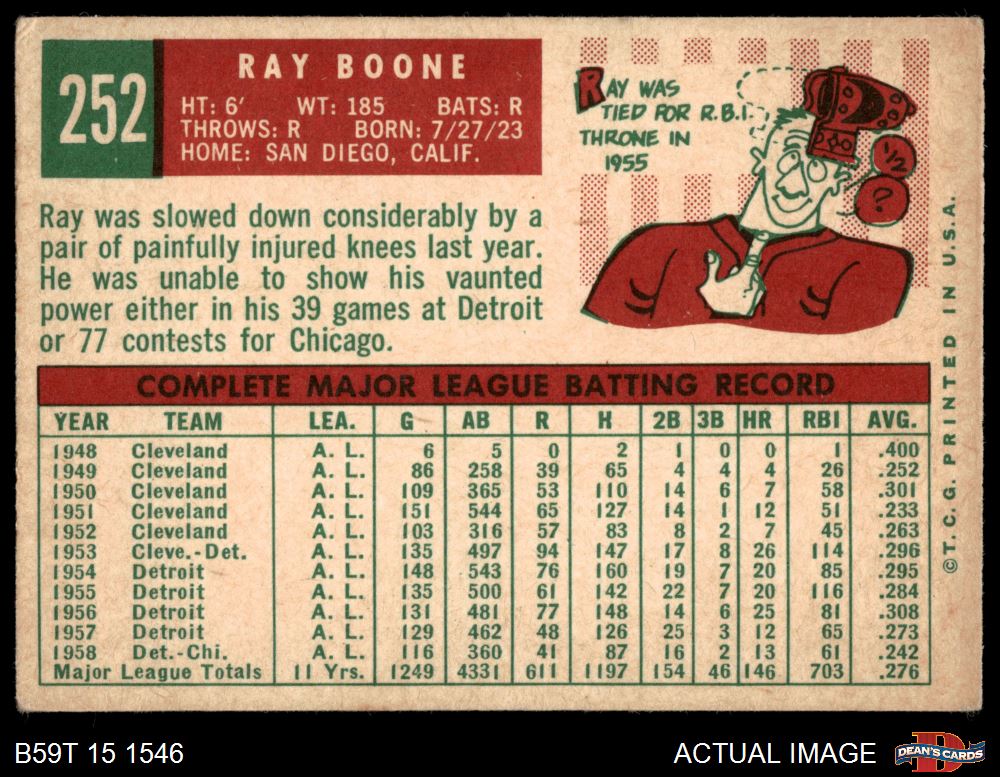 252
RAY BOONE
HT: 6' WT: 185 BATS: R
THROWS: R BORN: 7/27/23
HOME: SAN DIEGO, CALIF.
RAY WAS
TIED FOR R.B.I.
THRONE IN
1955
1/2
?
Ray was slowed down considerably by a
pair of painfully injured knees last year.
He was unable to show his vaunted
power either in his 39 games at Detroit
or 77 contests for Chicago.
COMPLETE MAJOR LEAGUE BATTING RECORD
YEAR TEAM LEA. G AB R H 2B 3B HR RBI AVG.
1948 Cleveland A. L. 6 5 0 2 1 0 0 1 .400
1949 Cleveland A. L. 86 258 39 65 4 4 4 26 .252
1950 Cleveland A. L. 109 365 53 110 14 6 7 58 .301
1951 Cleveland A. L. 151 544 65 127 14 1 12 51 .233
1952 Cleveland A. L. 103 316 57 83 8 2 7 45 .263
1953 Cleve.-Det. A. L. 135 497 94 147 17 8 26 114 .296
1954 Detroit A. L. 148 543 76 160 19 7 20 85 .295
1955 Detroit A. L. 135 500 61 142 22 7 20 116 .284
1956 Detroit A. L. 131 481 77 148 14 6 25 81 .308
1957 Detroit A. L. 129 462 48 126 25 3 12 65 .273
1958 Det.-Chi. A. L. 116 360 41 87 16 2 13 61 .242
Major League Totals 11 Yrs. 1249 4331 611 1197 154 46 146 703 .276
©T. C. G. PRINTED IN U.S.A.
B59T 15 1546
ACTUAL IMAGE
DEAN'S CARDS